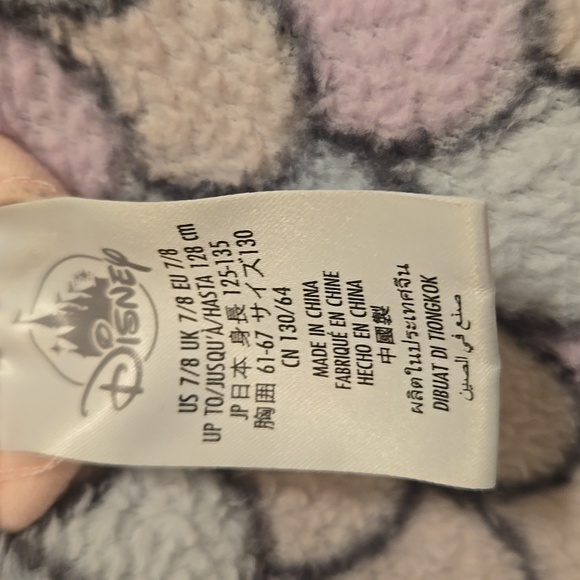 DISNEY
US 7/8 UK 7/8 EU 7/8
UP TO/JUSQU'À/HASTA 128 cm
JP日本 身長 125-135
胸囲 61-67 サイズ130
CN 130/64
MADE IN CHINA
FABRIQUÉ EN CHINE
HECHO EN CHINA
中國製
ผลิตในประเทศจีน
DIBUAT DI TIONGKOK
صنع في الصين